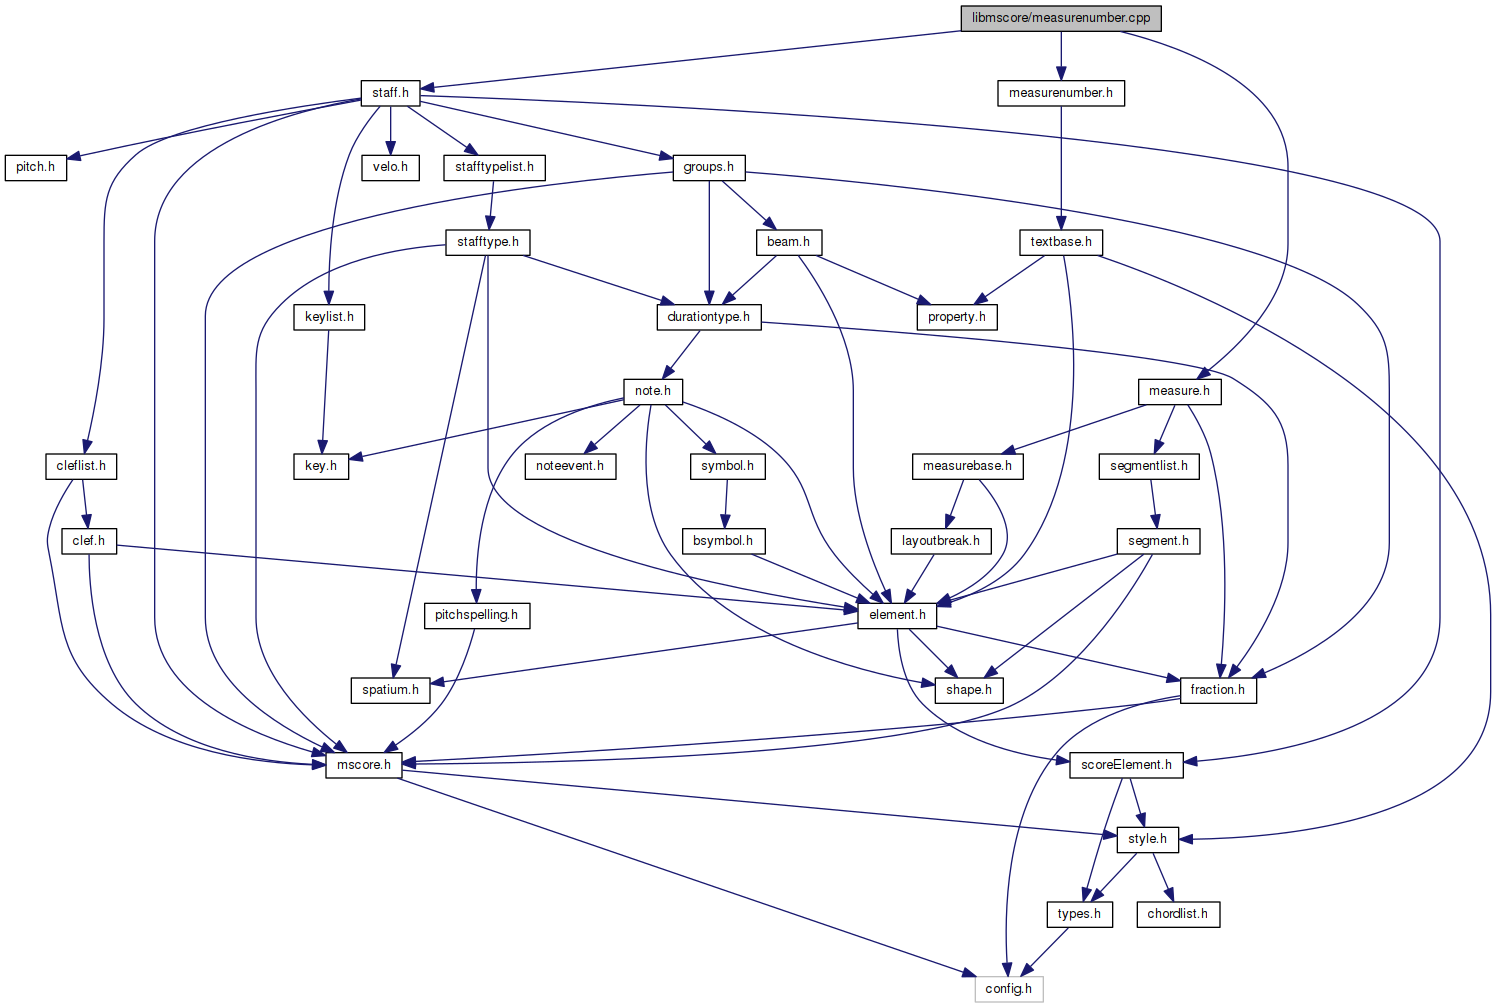 libmscore/measurenumber.cpp
staff.h
measurenumber.h
pitch.h
velo.h
stafftypelist.h
groups.h
stafftype.h
beam.h
textbase.h
keylist.h
durationtype.h
property.h
note.h
measure.h
cleflist.h
key.h
noteevent.h
symbol.h
measurebase.h
segmentlist.h
clef.h
bsymbol.h
layoutbreak.h
segment.h
pitchspelling.h
element.h
spatium.h
shape.h
fraction.h
mscore.h
scoreElement.h
style.h
types.h
chordlist.h
config.h